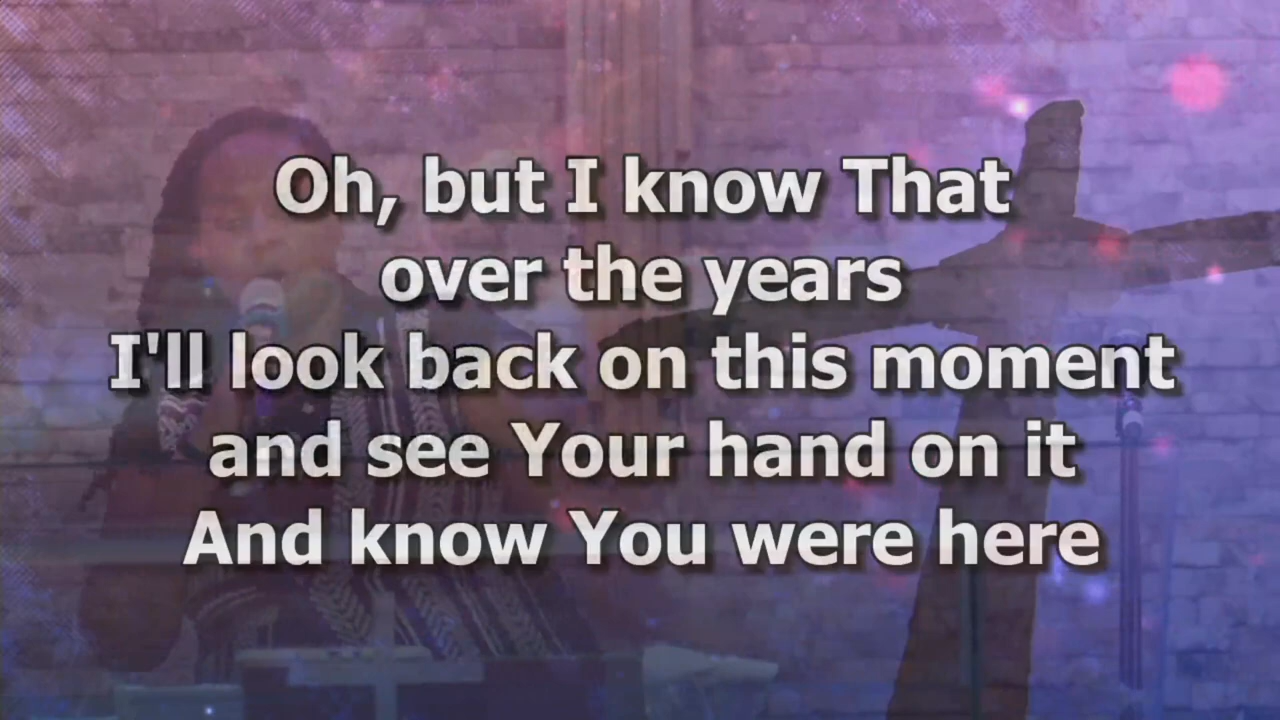 Oh, but I know That
over the years
I'll look back on this moment
and see Your hand on it
And know You were here